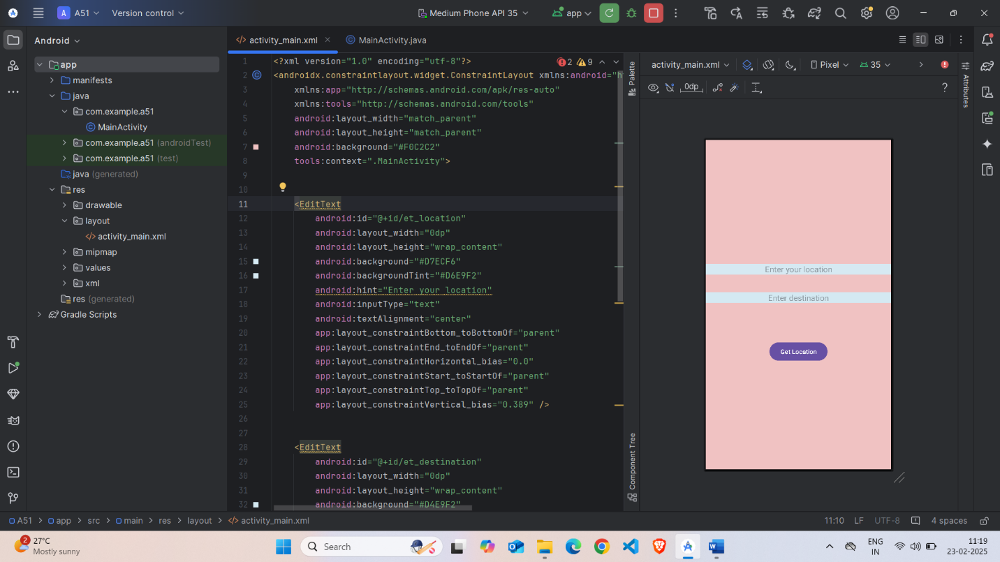 A A51 Version control Medium Phone API 35 app
Android
activity_main.xml MainActivity.java
app
manifests
java
com.example.a51
MainActivity
com.example.a51 (androidTest)
com.example.a51 (test)
java (generated)
res
drawable
layout
activity_main.xml
mipmap
values
xml
res (generated)
Gradle Scripts
2 9
1 <?xml version="1.0" encoding="utf-8"?>
2 <androidx.constraintlayout.widget.ConstraintLayout xmlns:android="h
3 xmlns:app="http://schemas.android.com/apk/res-auto"
4 xmlns:tools="http://schemas.android.com/tools"
5 android:layout_width="match_parent"
6 android:layout_height="match_parent"
7 android:background="#F0C2C2"
8 tools:context=".MainActivity">
9
10
11 <EditText
12 android:id="@+id/et_location"
13 android:layout_width="0dp"
14 android:layout_height="wrap_content"
15 android:background="#D7ECF6"
16 android:backgroundTint="#D6E9F2"
17 android:hint="Enter your location"
18 android:inputType="text"
19 android:textAlignment="center"
20 app:layout_constraintBottom_toBottomOf="parent"
21 app:layout_constraintEnd_toEndOf="parent"
22 app:layout_constraintHorizontal_bias="0.0"
23 app:layout_constraintStart_toStartOf="parent"
24 app:layout_constraintTop_toTopOf="parent"
25 app:layout_constraintVertical_bias="0.389" />
26
27
28 <EditText
29 android:id="@+id/et_destination"
30 android:layout_width="0dp"
31 android:layout_height="wrap_content"
32 android:background="#D4E9F2"
Palette
Component Tree
activity_main.xml Pixel 35
0dp ?
Attributes
Enter your location
Enter destination
Get Location
A51 app src main res layout activity_main.xml 11:10 LF UTF-8 4 spaces
2 27°C
Mostly sunny
Search
ENG
IN
11:19
23-02-2025